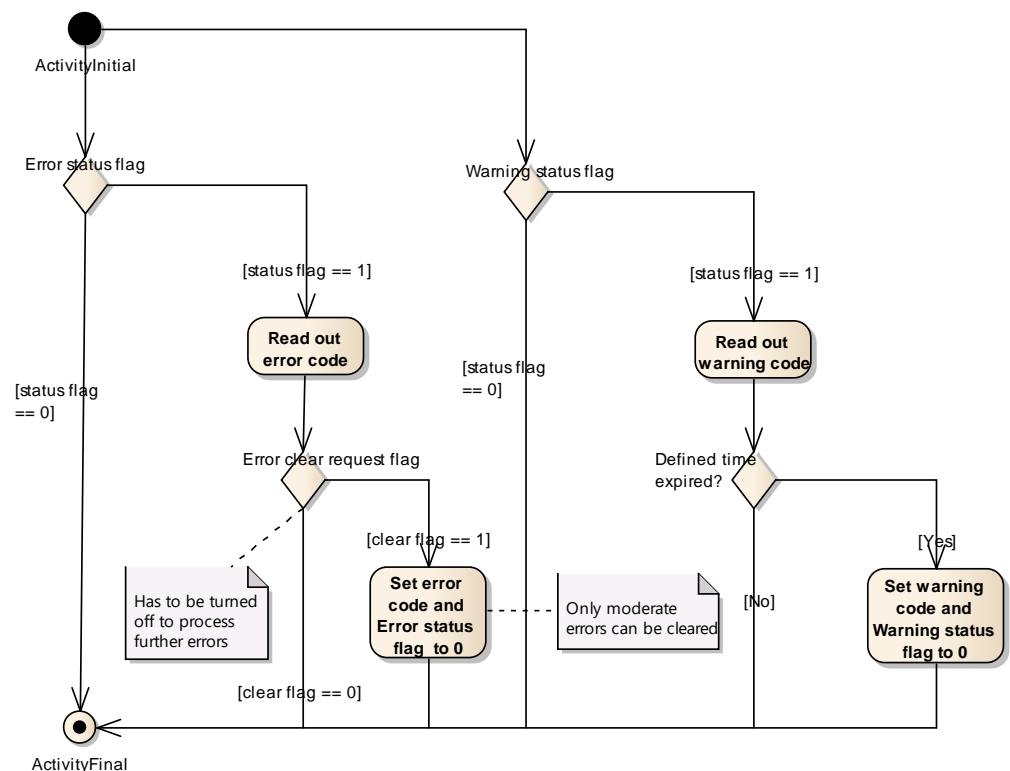 ActivityInitial
Error status flag
Warning status flag
[status flag == 1]
[status flag == 1]
Read out
error code
Read out
warning code
[status flag
== 0]
[status flag
== 0]
Error clear request flag
Defined time
expired?
[clear flag == 1]
[Yes]
Has to be turned
off to process
further errors
Set error
code and
Error status
flag to 0
Only moderate
errors can be cleared
[No]
Set warning
code and
Warning status
flag to 0
[clear flag == 0]
ActivityFinal